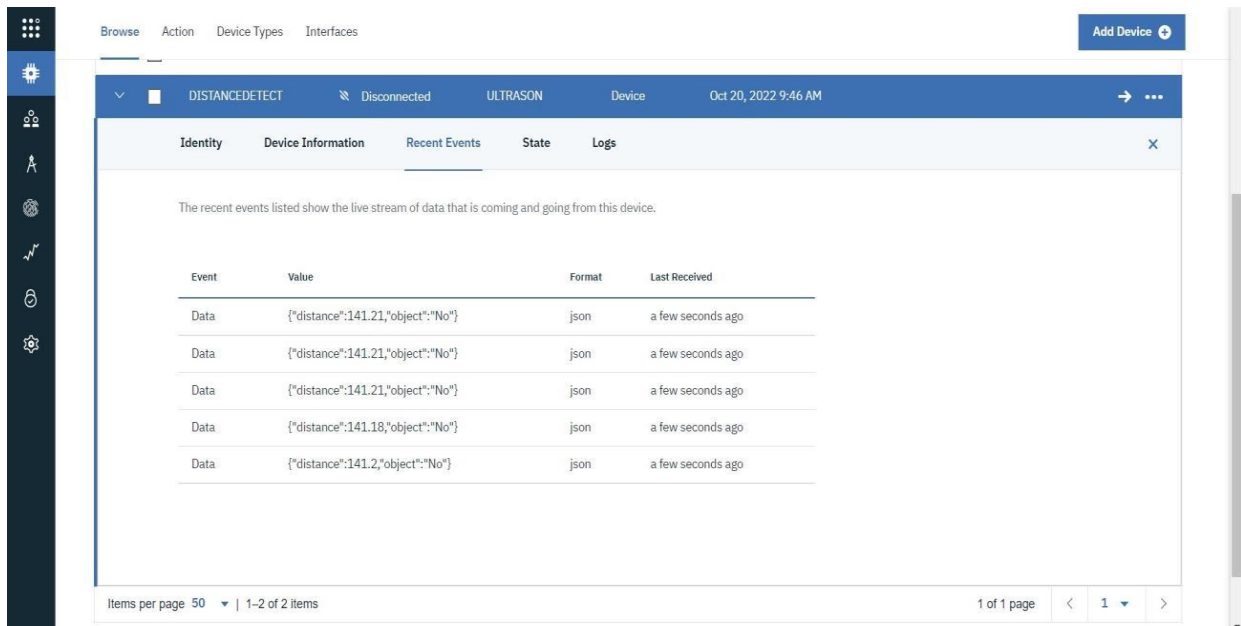 Browse Action Device Types Interfaces Add Device
DISTANCEDETECT Disconnected ULTRASON Device Oct 20, 2022 9:46 AM
Identity Device Information Recent Events State Logs
The recent events listed show the live stream of data that is coming and going from this device.
Event Value Format Last Received
Data {"distance":141.21,"object":"No"} json a few seconds ago
Data {"distance":141.21,"object":"No"} json a few seconds ago
Data {"distance":141.21,"object":"No"} json a few seconds ago
Data {"distance":141.18,"object":"No"} json a few seconds ago
Data {"distance":141.2,"object":"No"} json a few seconds ago
Items per page 50 | 1–2 of 2 items 1 of 1 page 1